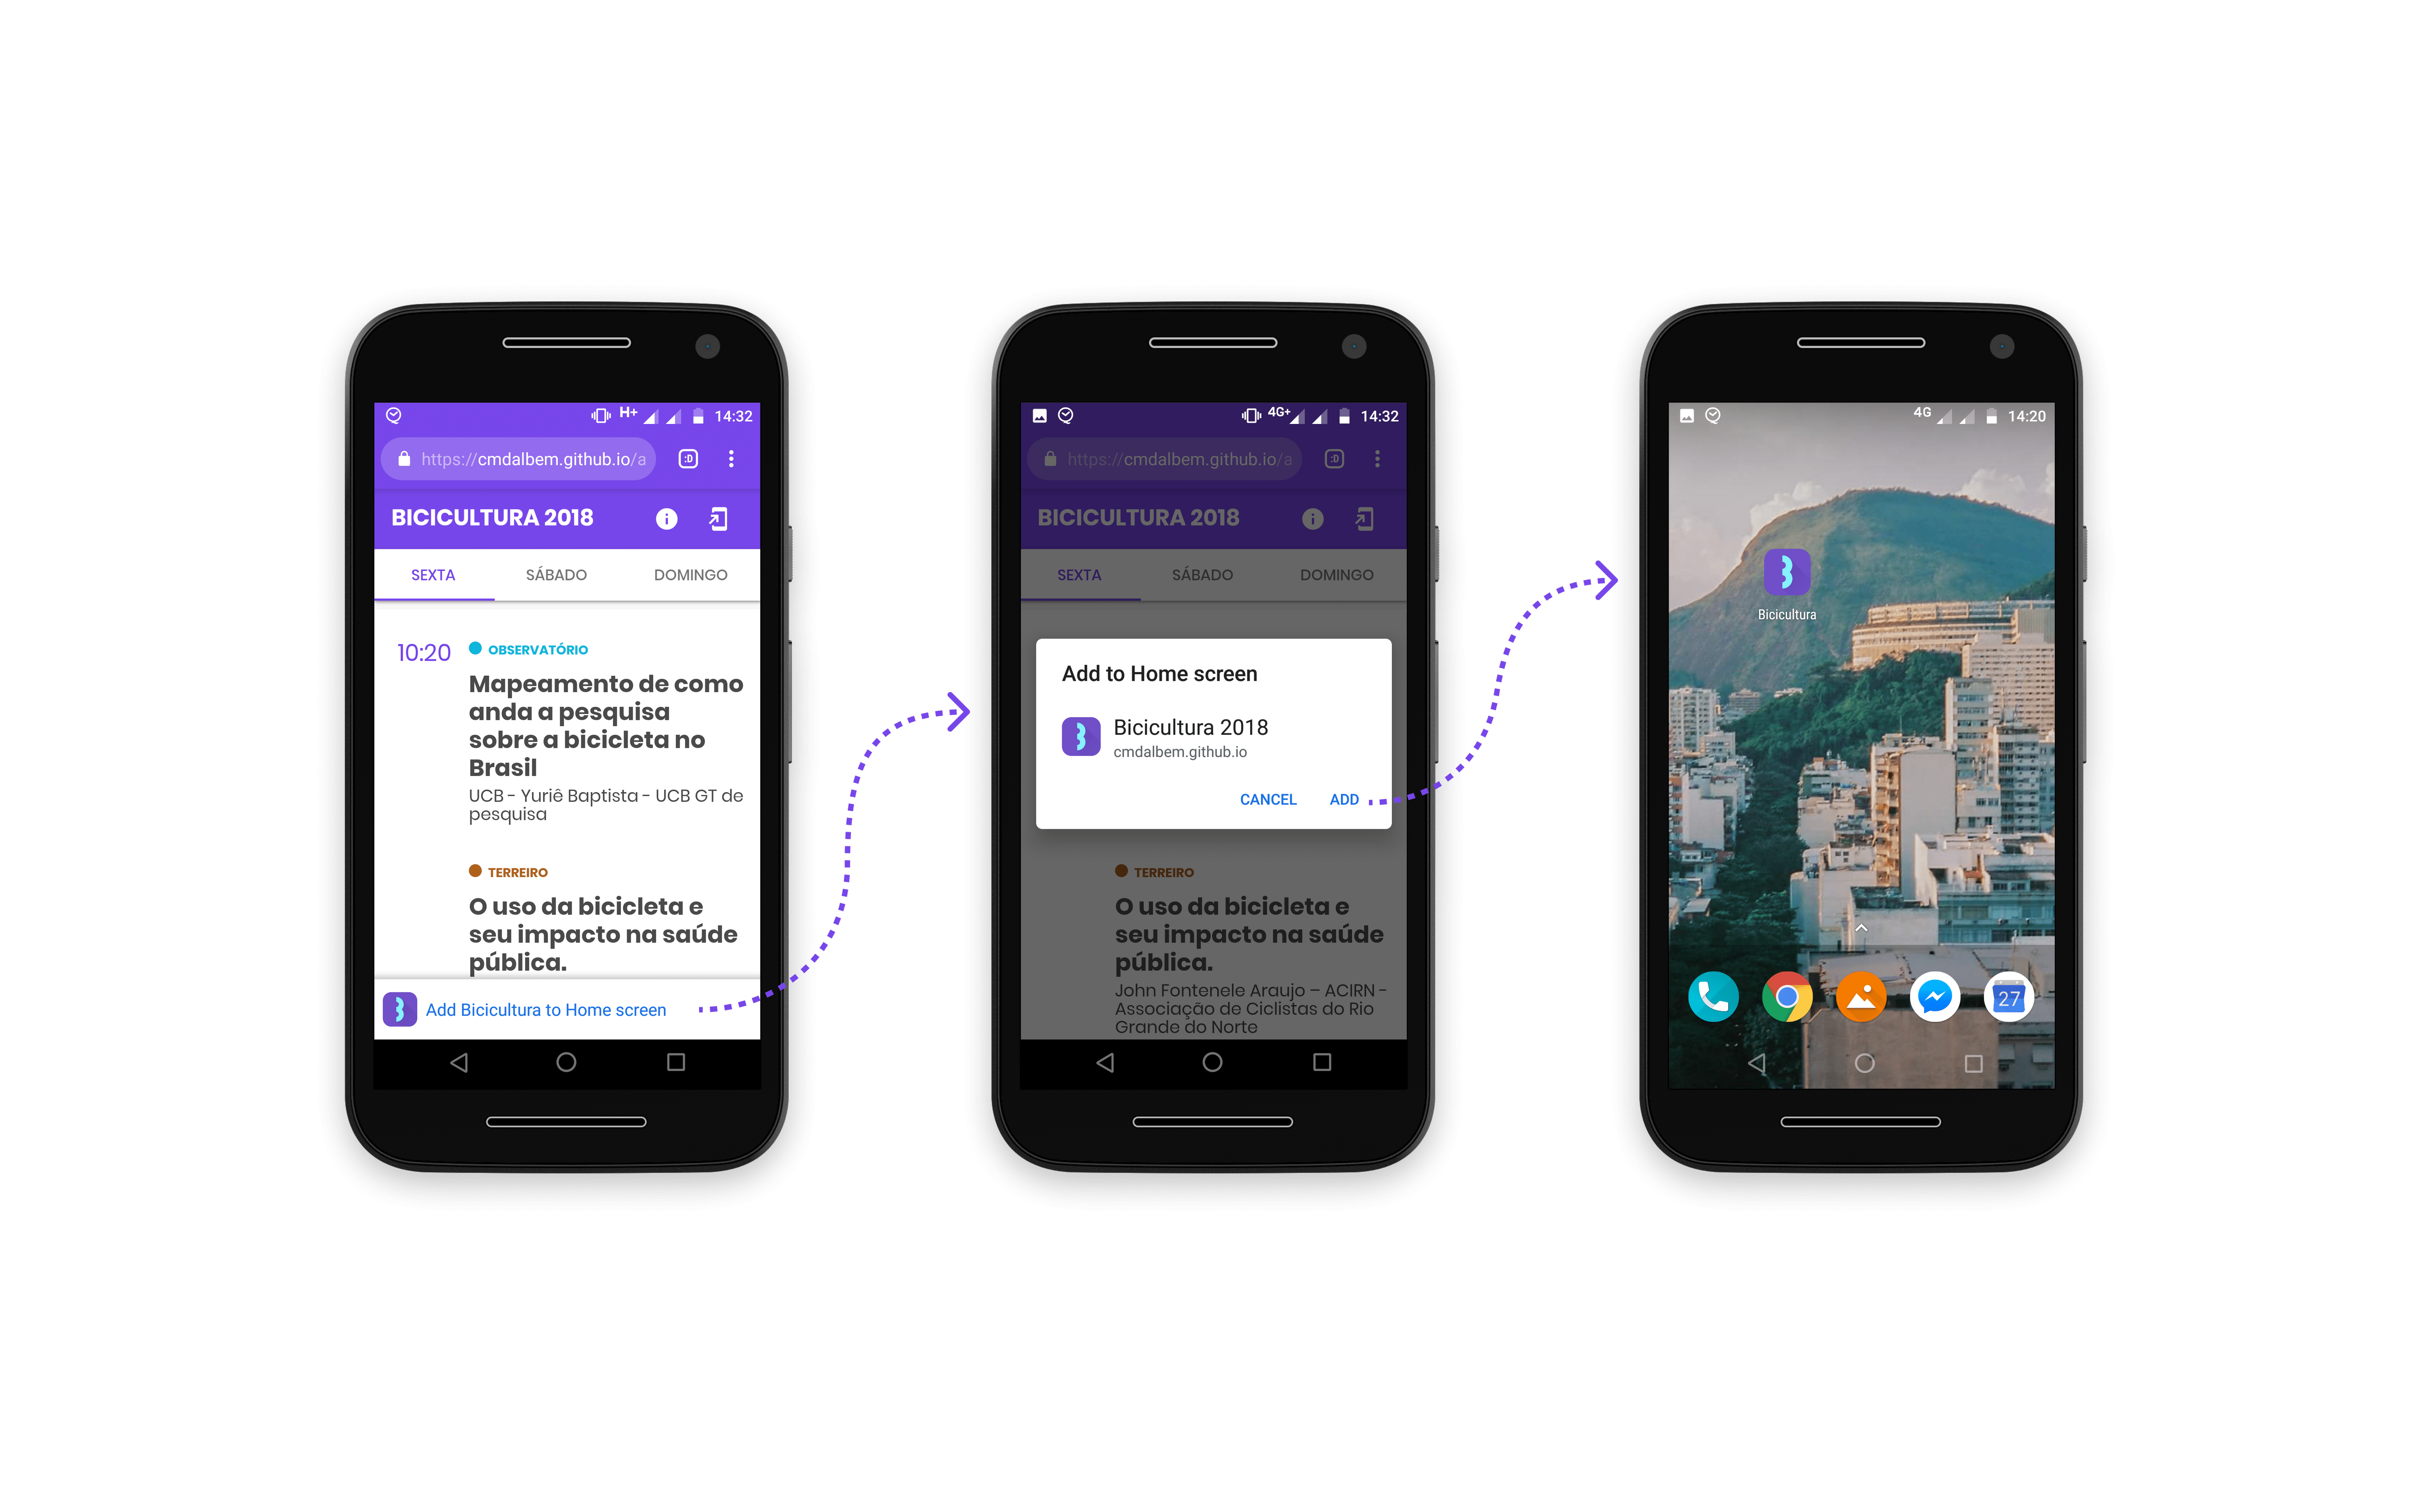 H+ 14:32
https://cmdalbem.github.io/a :D
BICICULTURA 2018
SEXTA SÁBADO DOMINGO
10:20
OBSERVATÓRIO
Mapeamento de como
anda a pesquisa
sobre a bicicleta no
Brasil
UCB - Yuriê Baptista - UCB GT de
pesquisa
TERREIRO
O uso da bicicleta e
seu impacto na saúde
pública.
Add Bicicultura to Home screen
4G+ 14:32
https://cmdalbem.github.io/a :D
BICICULTURA 2018
SEXTA SÁBADO DOMINGO
Add to Home screen
Bicicultura 2018
cmdalbem.github.io
CANCEL ADD
TERREIRO
O uso da bicicleta e
seu impacto na saúde
pública.
John Fontenele Araujo – ACIRN -
Associação de Ciclistas do Rio
Grande do Norte
4G 14:20
Bicicultura
27